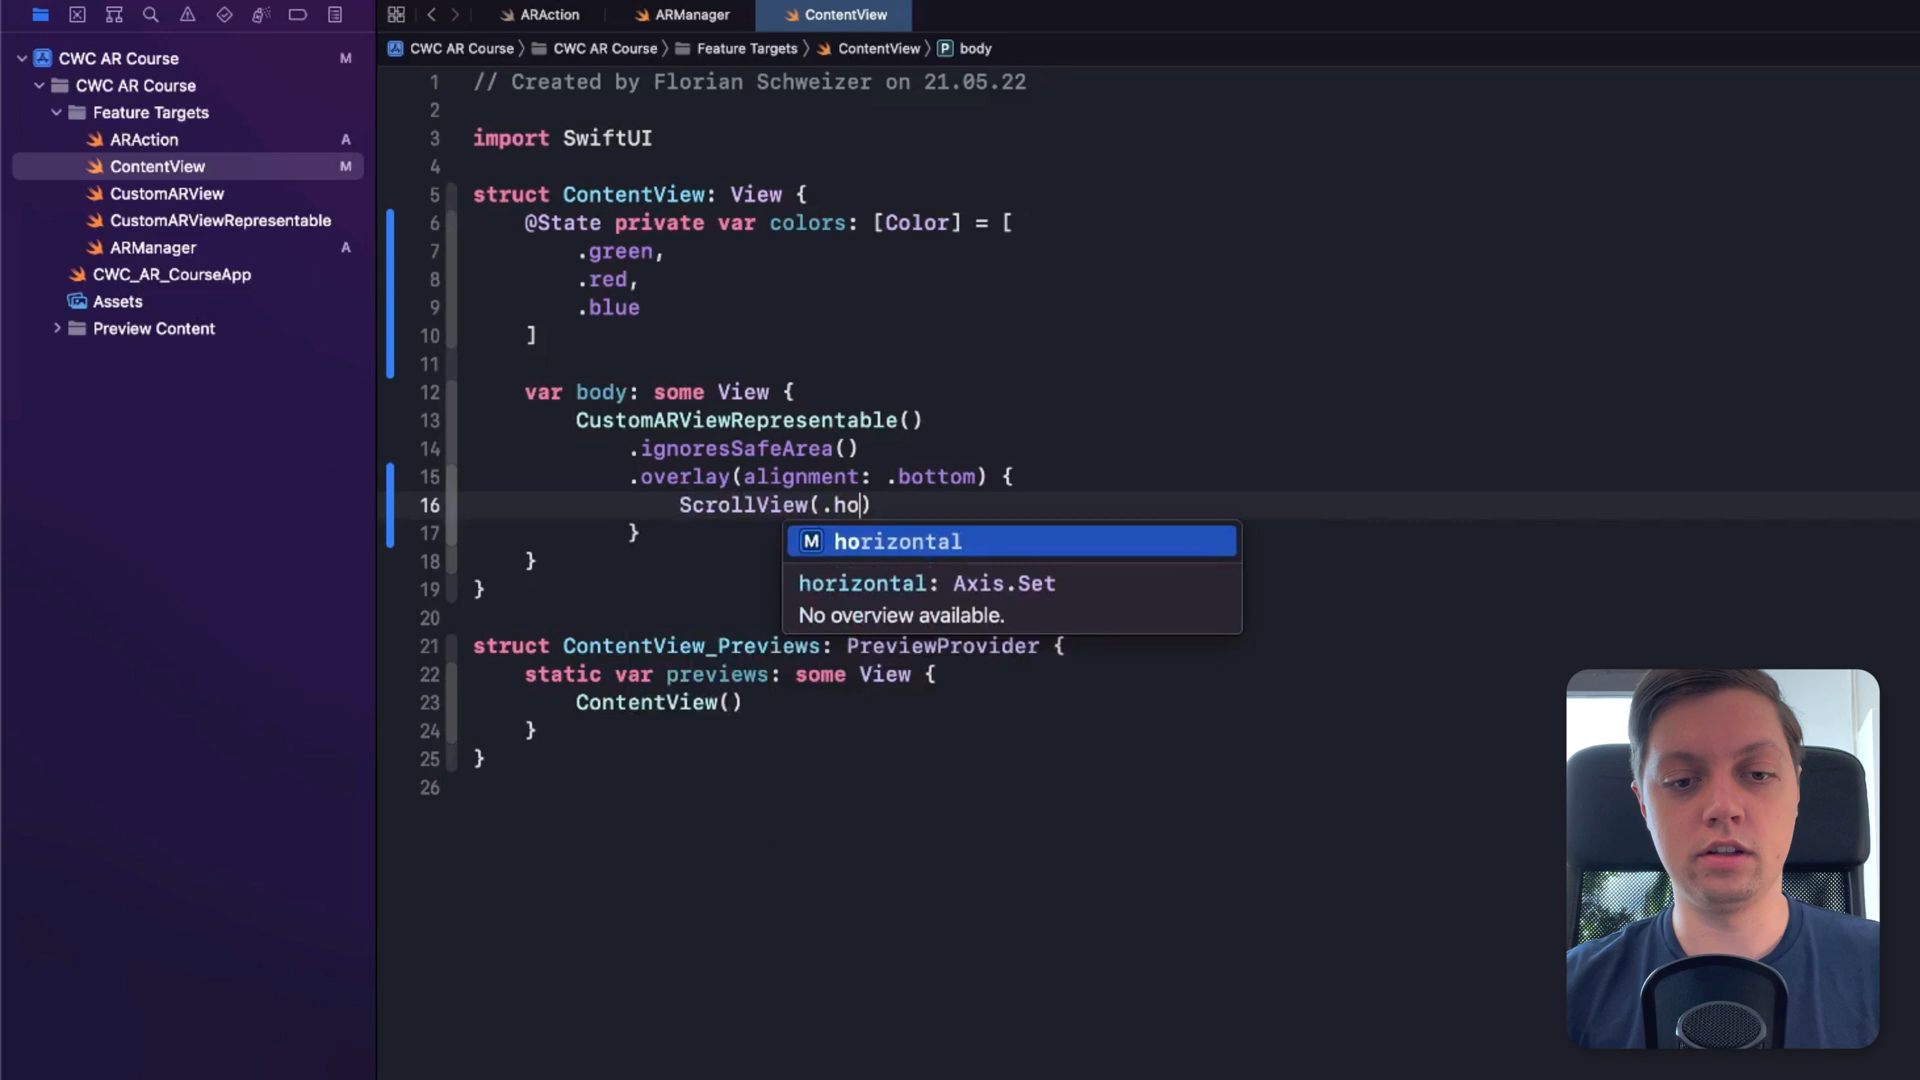 ARAction
ARManager
ContentView
CWC AR Course
M
CWC AR Course
Feature Targets
ARAction
A
ContentView
M
CustomARView
CustomARViewRepresentable
ARManager
A
CWC_AR_CourseApp
Assets
Preview Content
CWC AR Course 〉 CWC AR Course 〉 Feature Targets 〉 ContentView 〉 P body
1 // Created by Florian Schweizer on 21.05.22
2
3 import SwiftUI
4
5 struct ContentView: View {
6 @State private var colors: [Color] = [
7 .green,
8 .red,
9 .blue
10 ]
11
12 var body: some View {
13 CustomARViewRepresentable()
14 .ignoresSafeArea()
15 .overlay(alignment: .bottom) {
16 ScrollView(.ho)
17 }
M horizontal
horizontal: Axis.Set
No overview available.
18 }
19 }
20
21 struct ContentView_Previews: PreviewProvider {
22 static var previews: some View {
23 ContentView()
24 }
25 }
26